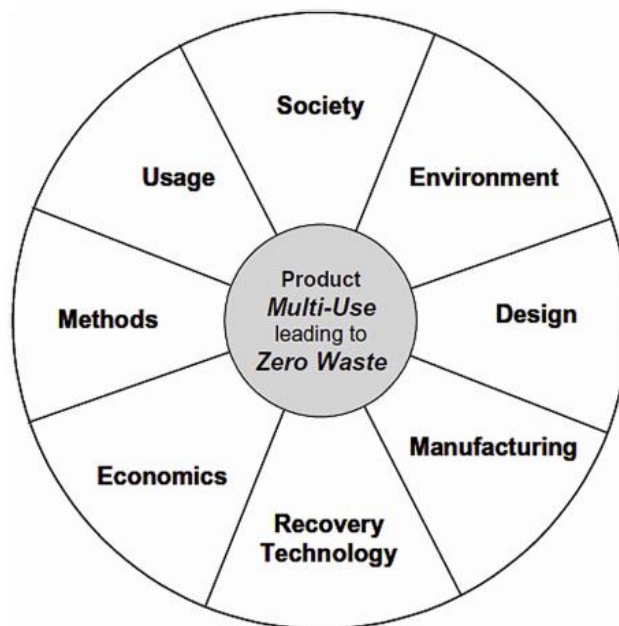 Society
Environment
Design
Manufacturing
Recovery
Technology
Economics
Methods
Usage
Product
Multi-Use
leading to
Zero Waste